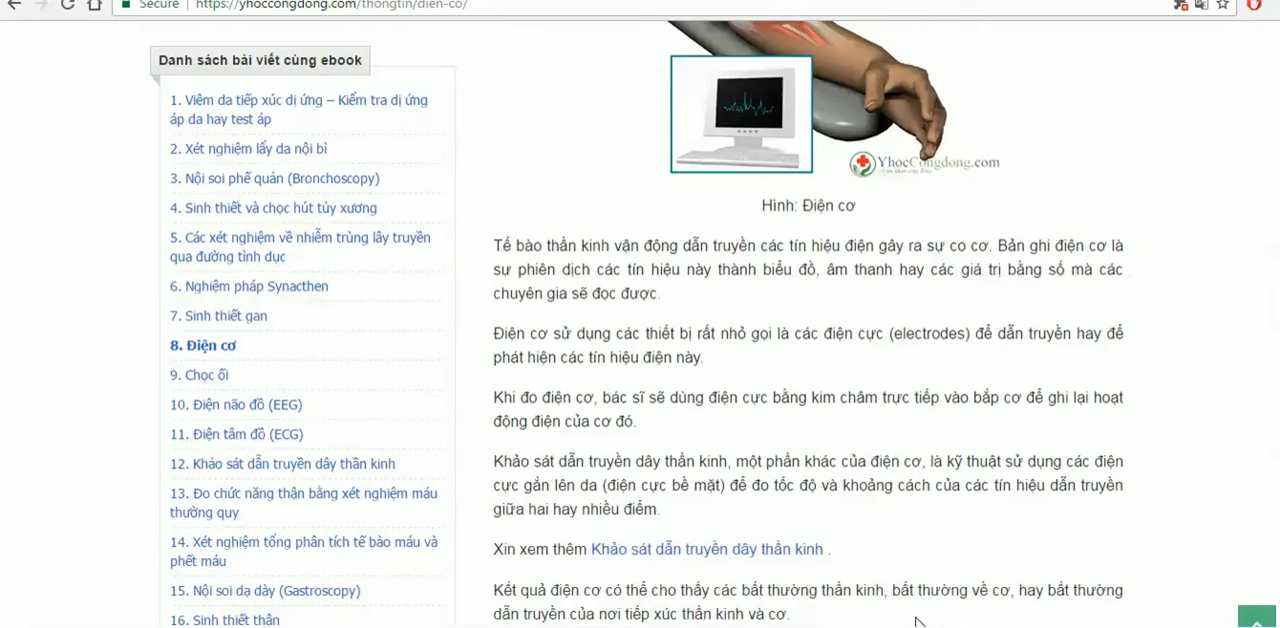 Secure
https://yhoccongdong.com/thongtin/dien-co/
Danh sách bài viết cùng ebook
1. Viêm da tiếp xúc dị ứng – Kiểm tra dị ứng
áp da hay test áp
2. Xét nghiệm lẩy da nội bì
3. Nội soi phế quản (Bronchoscopy)
4. Sinh thiết và chọc hút tủy xương
5. Các xét nghiệm về nhiễm trùng lây truyền
qua đường tình dục
6. Nghiệm pháp Synacthen
7. Sinh thiết gan
8. Điện cơ
9. Chọc ối
10. Điện não đồ (EEG)
11. Điện tâm đồ (ECG)
12. Khảo sát dẫn truyền dây thần kinh
13. Đo chức năng thận bằng xét nghiệm máu
thường quy
14. Xét nghiệm tổng phân tích tế bào máu và
phết máu
15. Nội soi dạ dày (Gastroscopy)
16. Sinh thiết thận
YhocCongdong.com
Hình: Điện cơ
Tế bào thần kinh vận động dẫn truyền các tín hiệu điện gây ra sự co cơ. Bản ghi điện cơ là
sự phiên dịch các tín hiệu này thành biểu đồ, âm thanh hay các giá trị bằng số mà các
chuyên gia sẽ đọc được.
Điện cơ sử dụng các thiết bị rất nhỏ gọi là các điện cực (electrodes) để dẫn truyền hay để
phát hiện các tín hiệu điện này.
Khi đo điện cơ, bác sĩ sẽ dùng điện cực bằng kim châm trực tiếp vào bắp cơ để ghi lại hoạt
động điện của cơ đó.
Khảo sát dẫn truyền dây thần kinh, một phần khác của điện cơ, là kỹ thuật sử dụng các điện
cực gắn lên da (điện cực bề mặt) để đo tốc độ và khoảng cách của các tín hiệu dẫn truyền
giữa hai hay nhiều điểm.
Xin xem thêm Khảo sát dẫn truyền dây thần kinh .
Kết quả điện cơ có thể cho thấy các bất thường thần kinh, bất thường về cơ, hay bất thường
dẫn truyền của nơi tiếp xúc thần kinh và cơ.